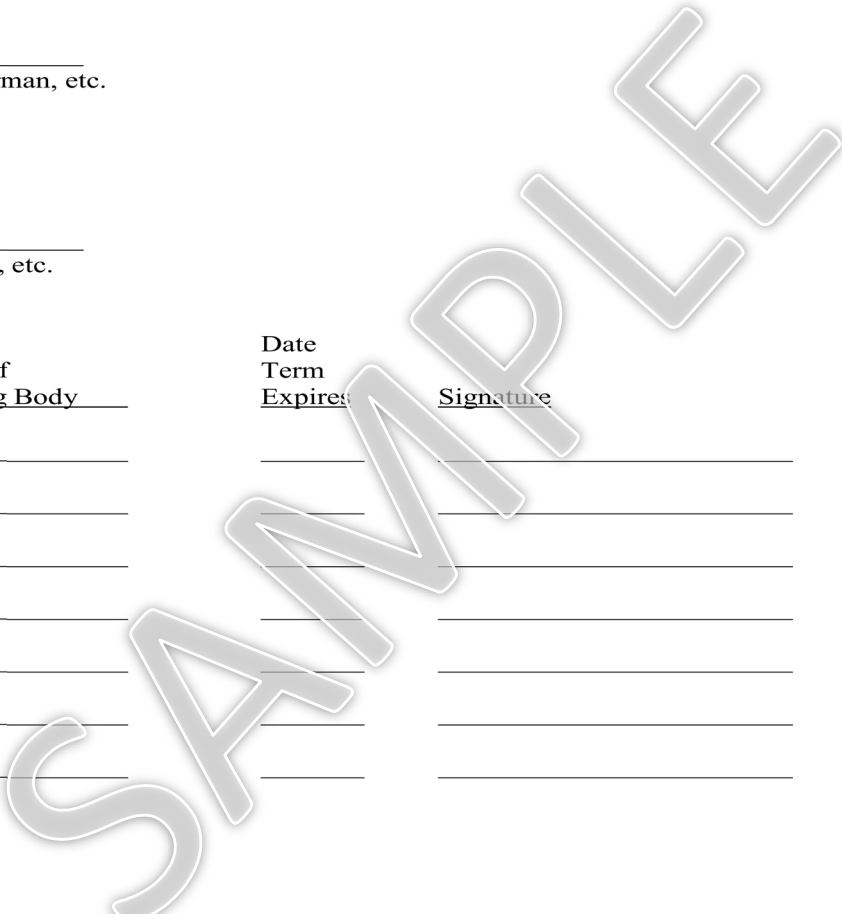 man, etc.
, etc.
Date
f Term
g Body Expires Signature
SAMPLE